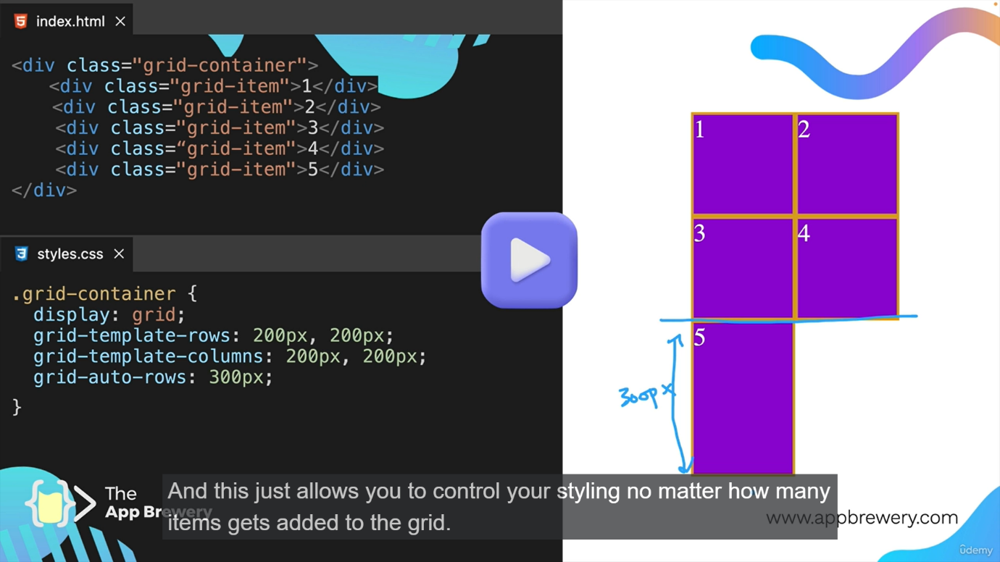 index.html ×
<div class="grid-container">
<div class="grid-item">1</div>
<div class="grid-item">2</div>
<div class="grid-item">3</div>
<div class="grid-item“>4</div>
<div class="grid-item">5</div>
</div>
styles.css ×
.grid-container {
display: grid;
grid-template-rows: 200px, 200px;
grid-template-columns: 200px, 200px;
grid-auto-rows: 300px;
}
1 2
3 4
5
300px
The
App Brewery
And this just allows you to control your styling no matter how many
items gets added to the grid.
www.appbrewery.com
ûdemy